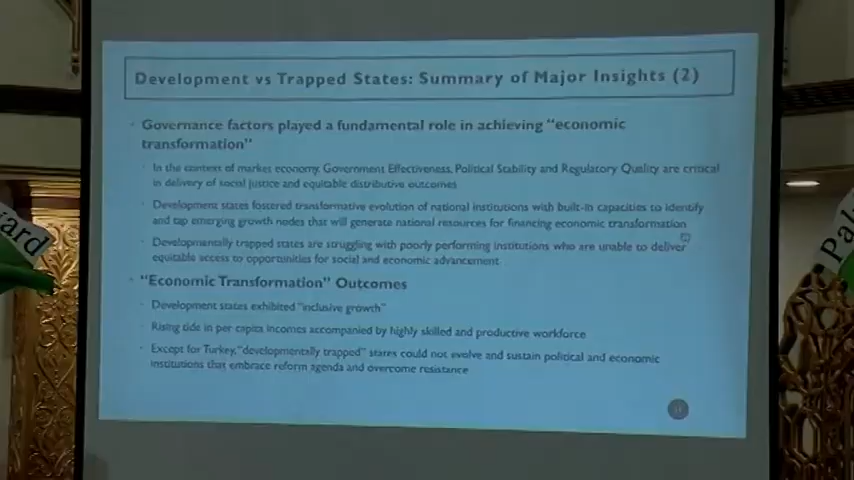 Development vs Trapped States: Summary of Major Insights (2)
Governance factors played a fundamental role in achieving "economic
transformation"
In the context of market economy, Government Effectiveness, Political Stability and Regulatory Quality are critical
in delivery of social justice and equitable distributive outcomes
Development states fostered transformative evolution of national institutions with built-in capacities to identify
and tap emerging growth nodes that will generate national resources for financing economic transformation
Developmentally trapped states are struggling with poorly performing institutions who are unable to deliver
equitable access to opportunities for social and economic advancement.
"Economic Transformation" Outcomes
Development states exhibited "inclusive growth"
Rising tide in per capita incomes accompanied by highly skilled and productive workforce
Except for Turkey, "developmentally trapped" states could not evolve and sustain political and economic
institutions that embrace reform agenda and overcome resistance